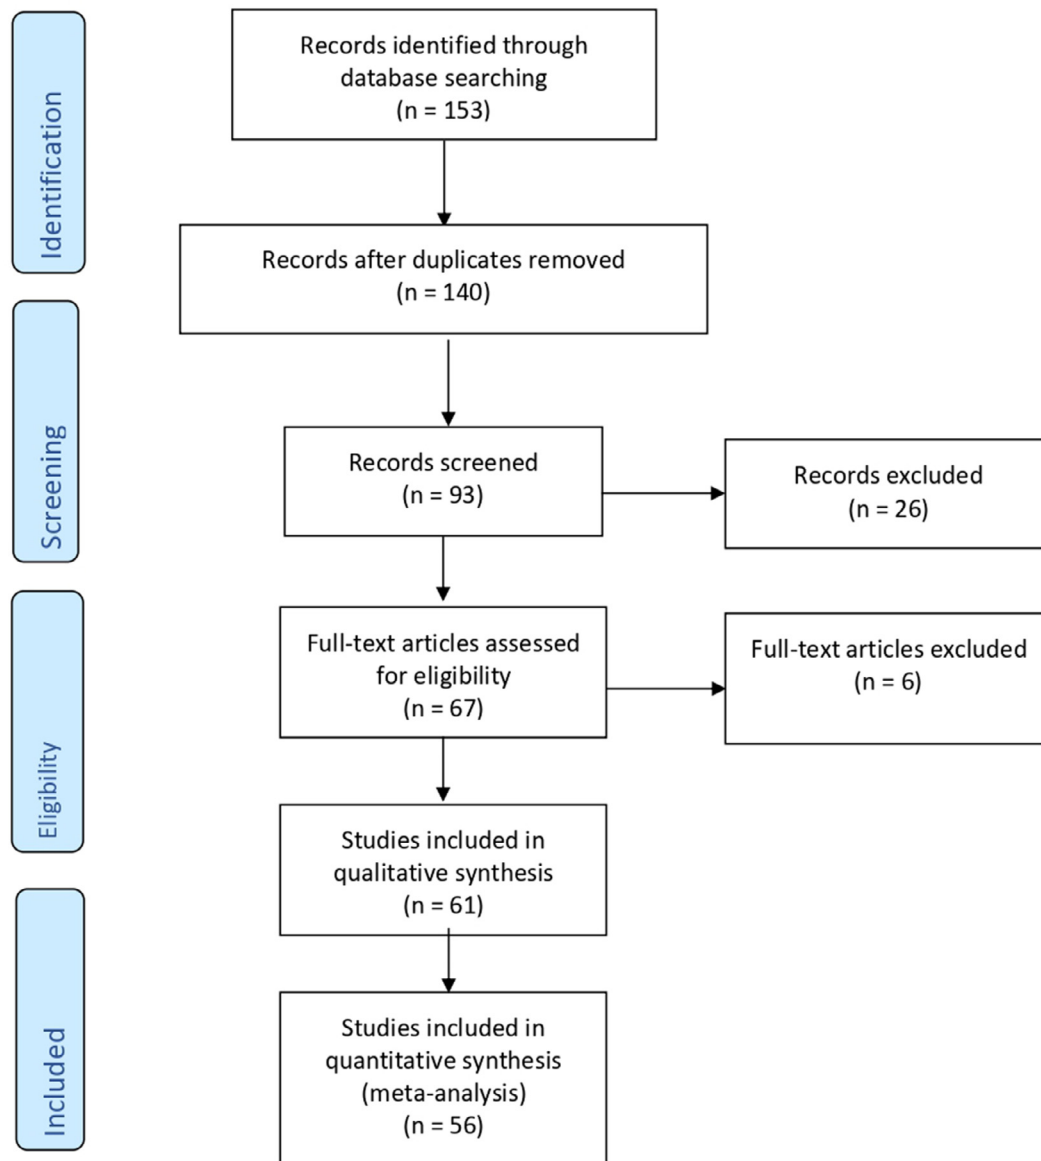 Identification
Records identified through
database searching
(n = 153)
Records after duplicates removed
(n = 140)
Screening
Records screened
(n = 93)
Records excluded
(n = 26)
Eligibility
Full-text articles assessed
for eligibility
(n = 67)
Full-text articles excluded
(n = 6)
Studies included in
qualitative synthesis
(n = 61)
Included
Studies included in
quantitative synthesis
(meta-analysis)
(n = 56)